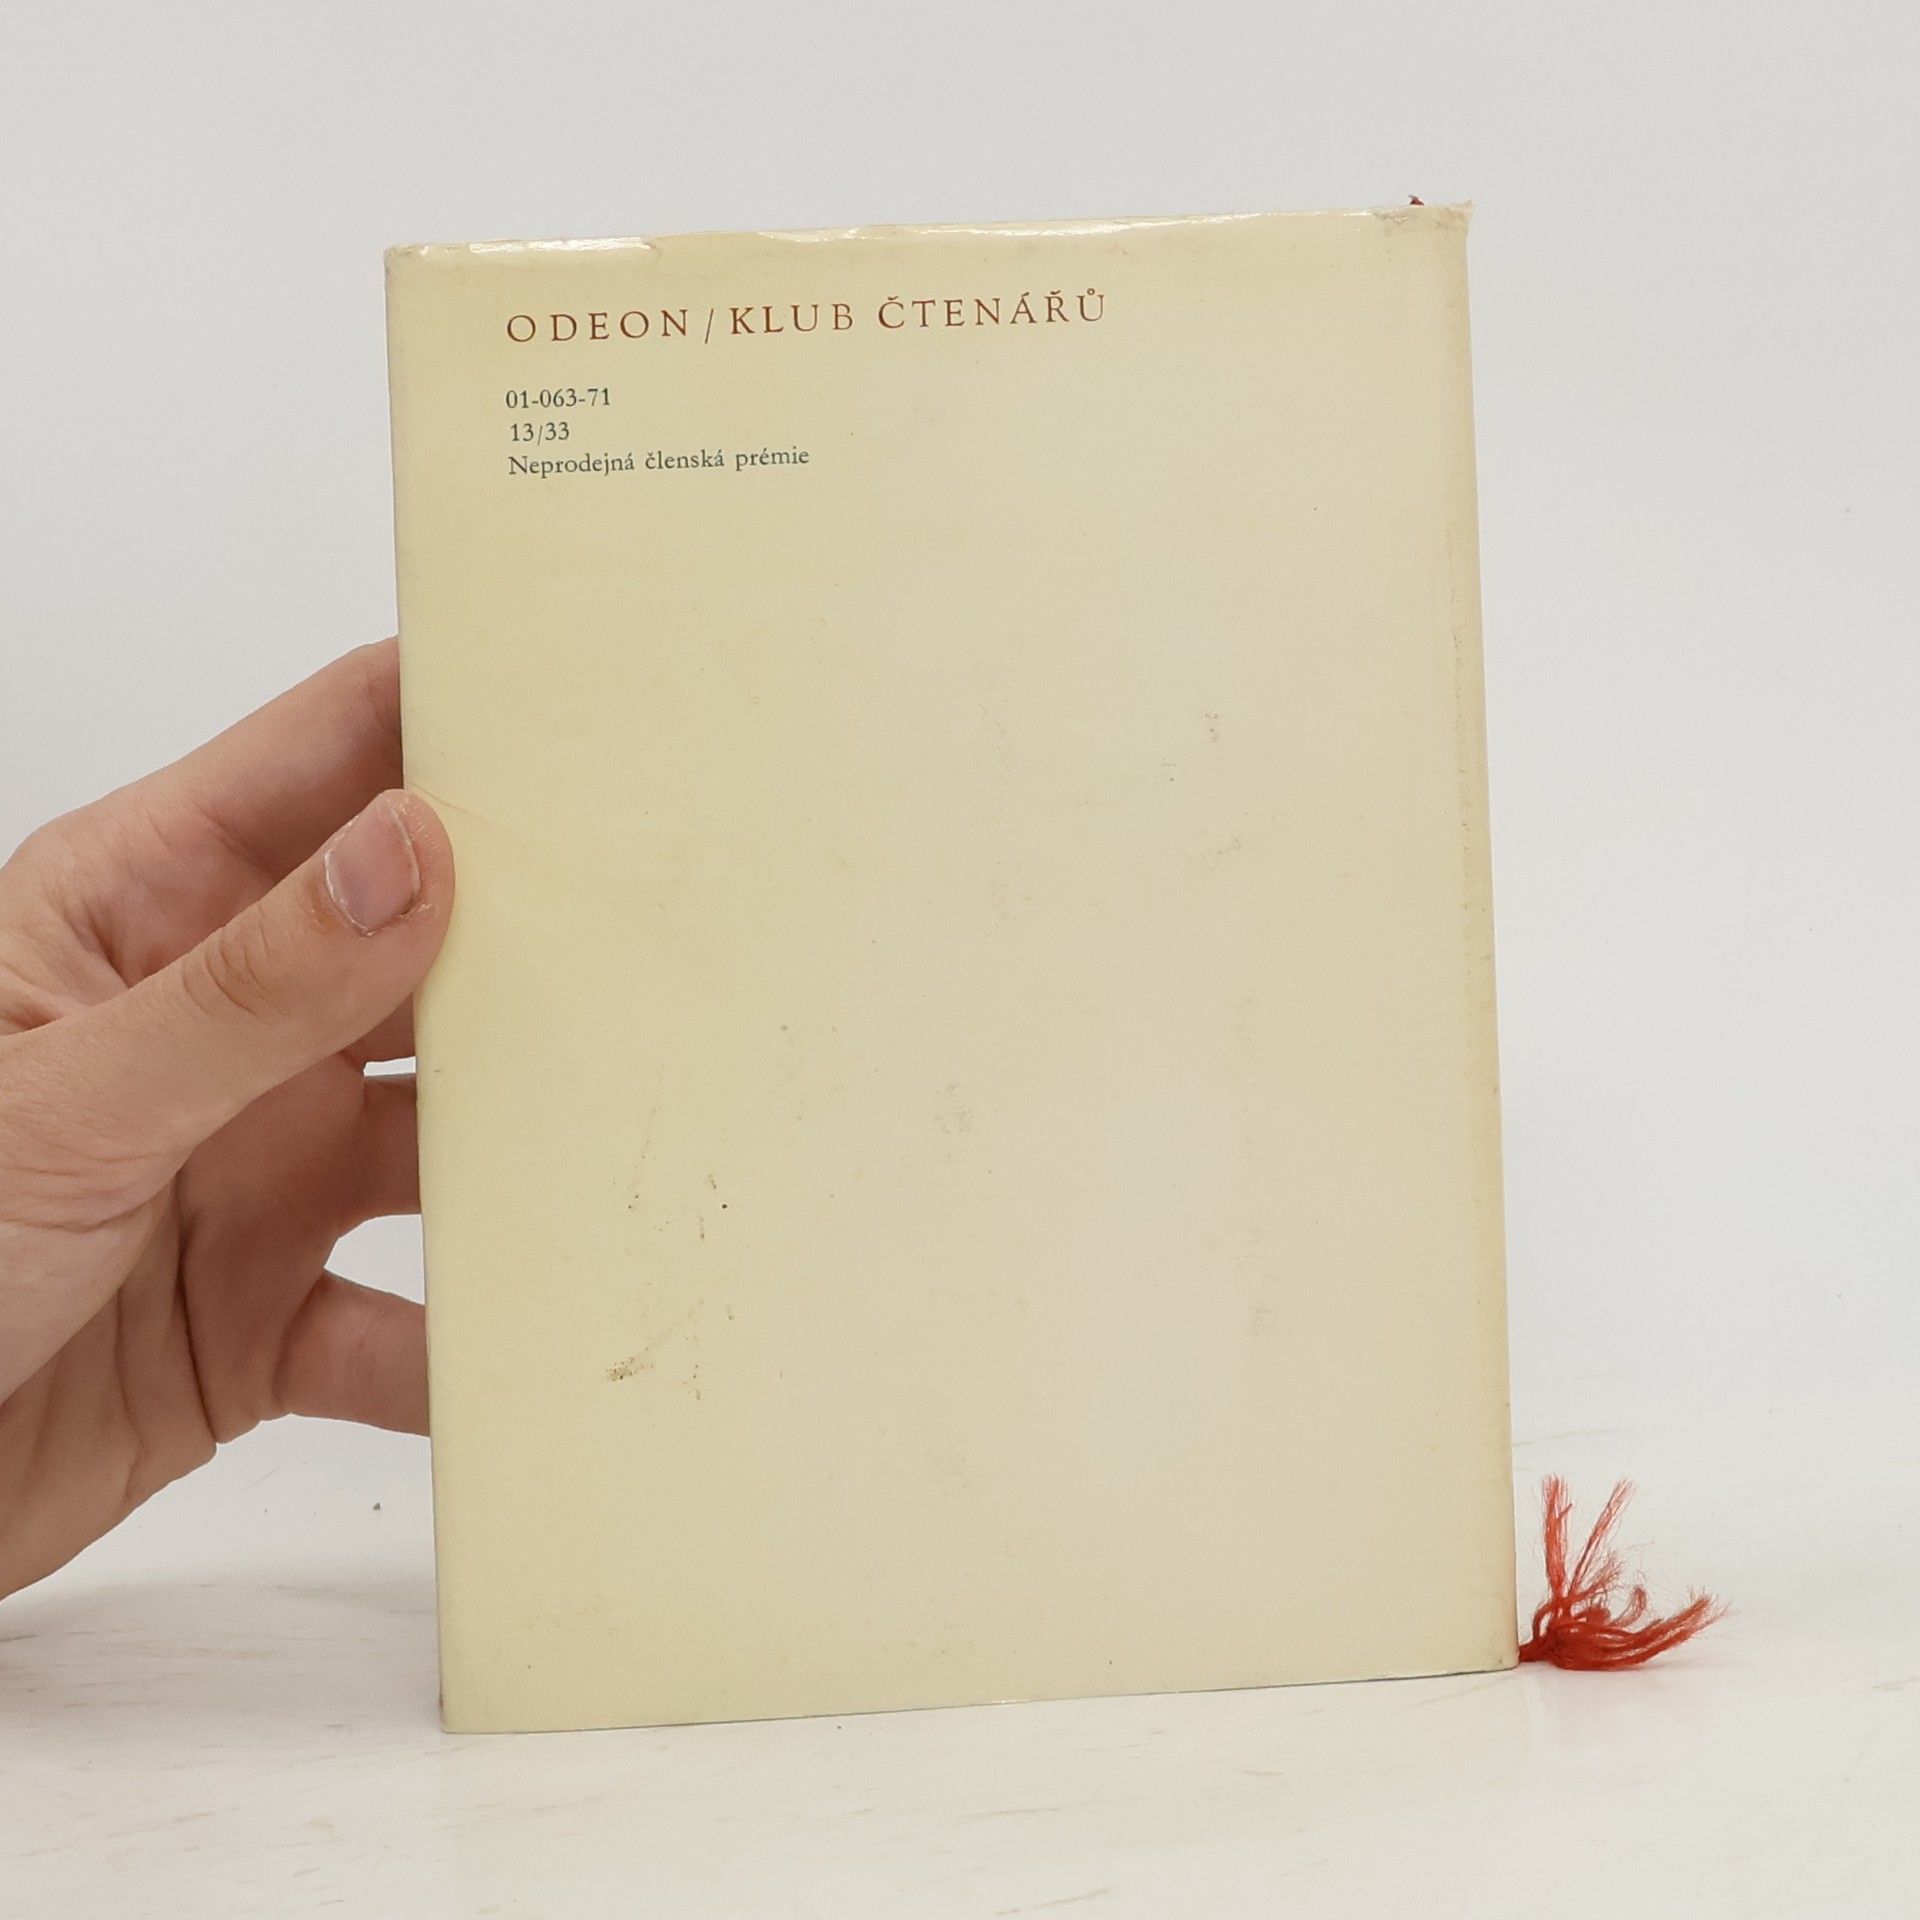 ODEON / KLUB ČTENÁŘŮ
01-063-71
13/33
Neprodejná členská prémie